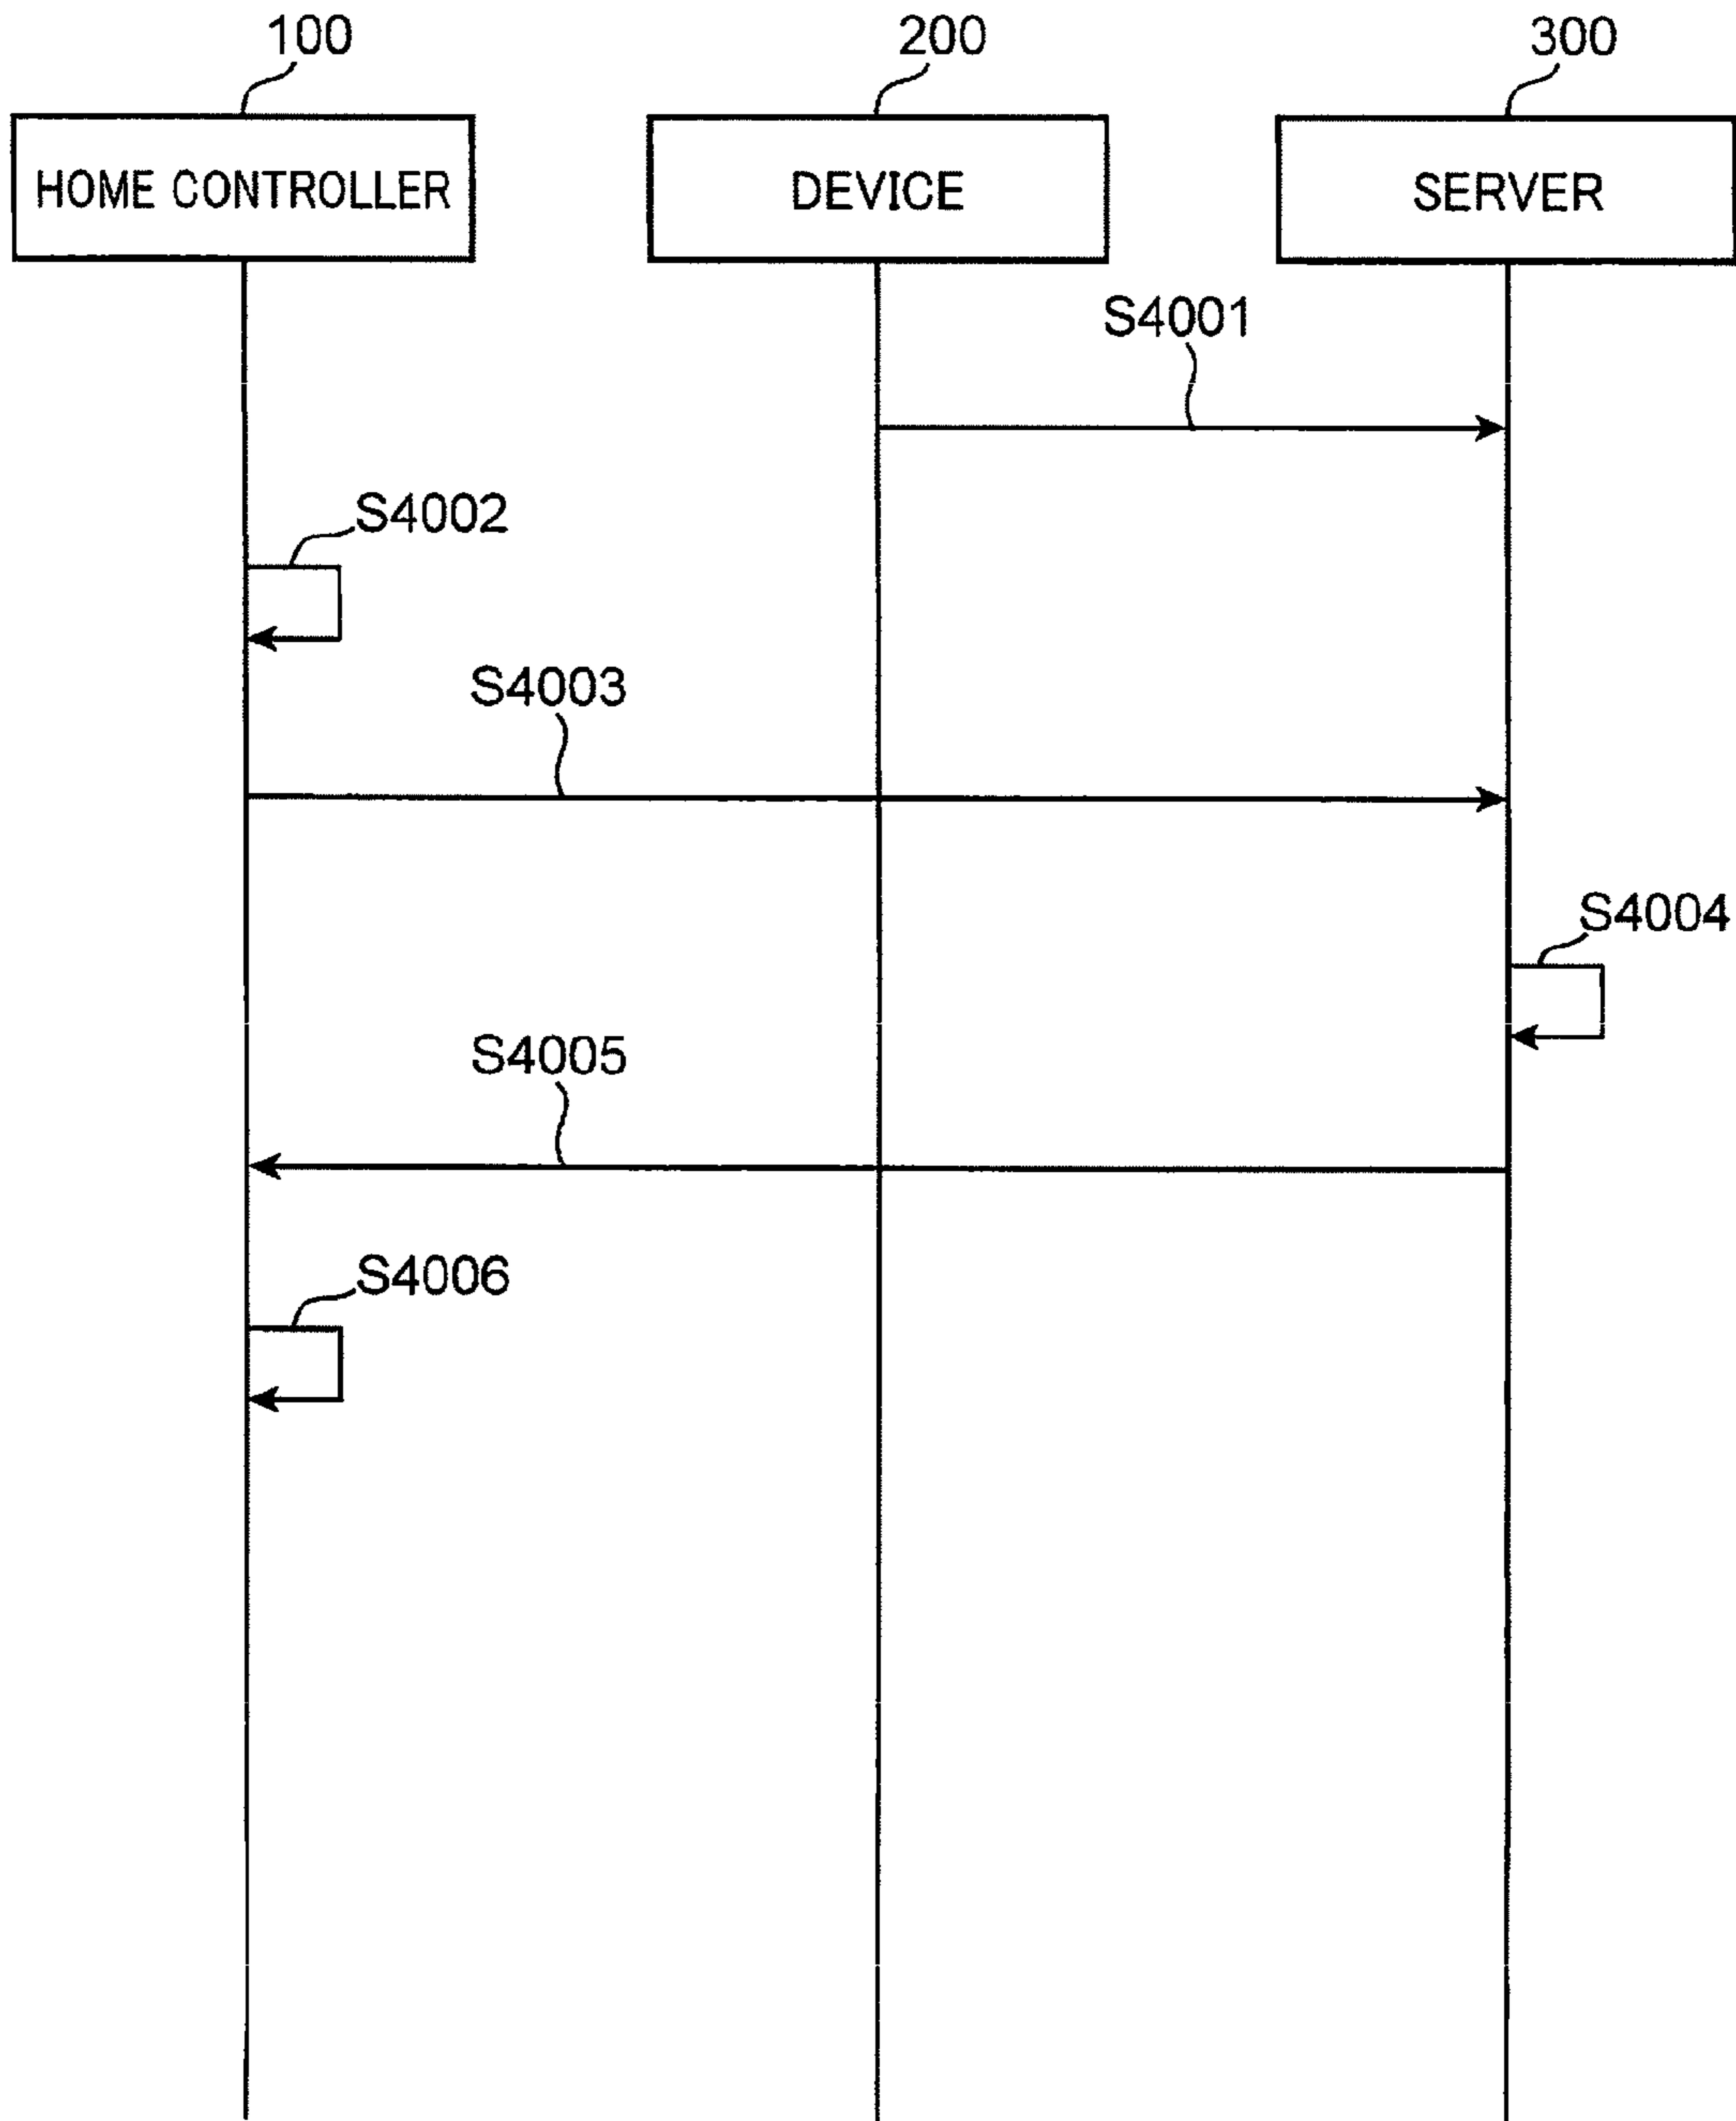 100
200
300
HOME CONTROLLER
DEVICE
SERVER
S4001
S4002
S4003
S4004
S4005
S4006